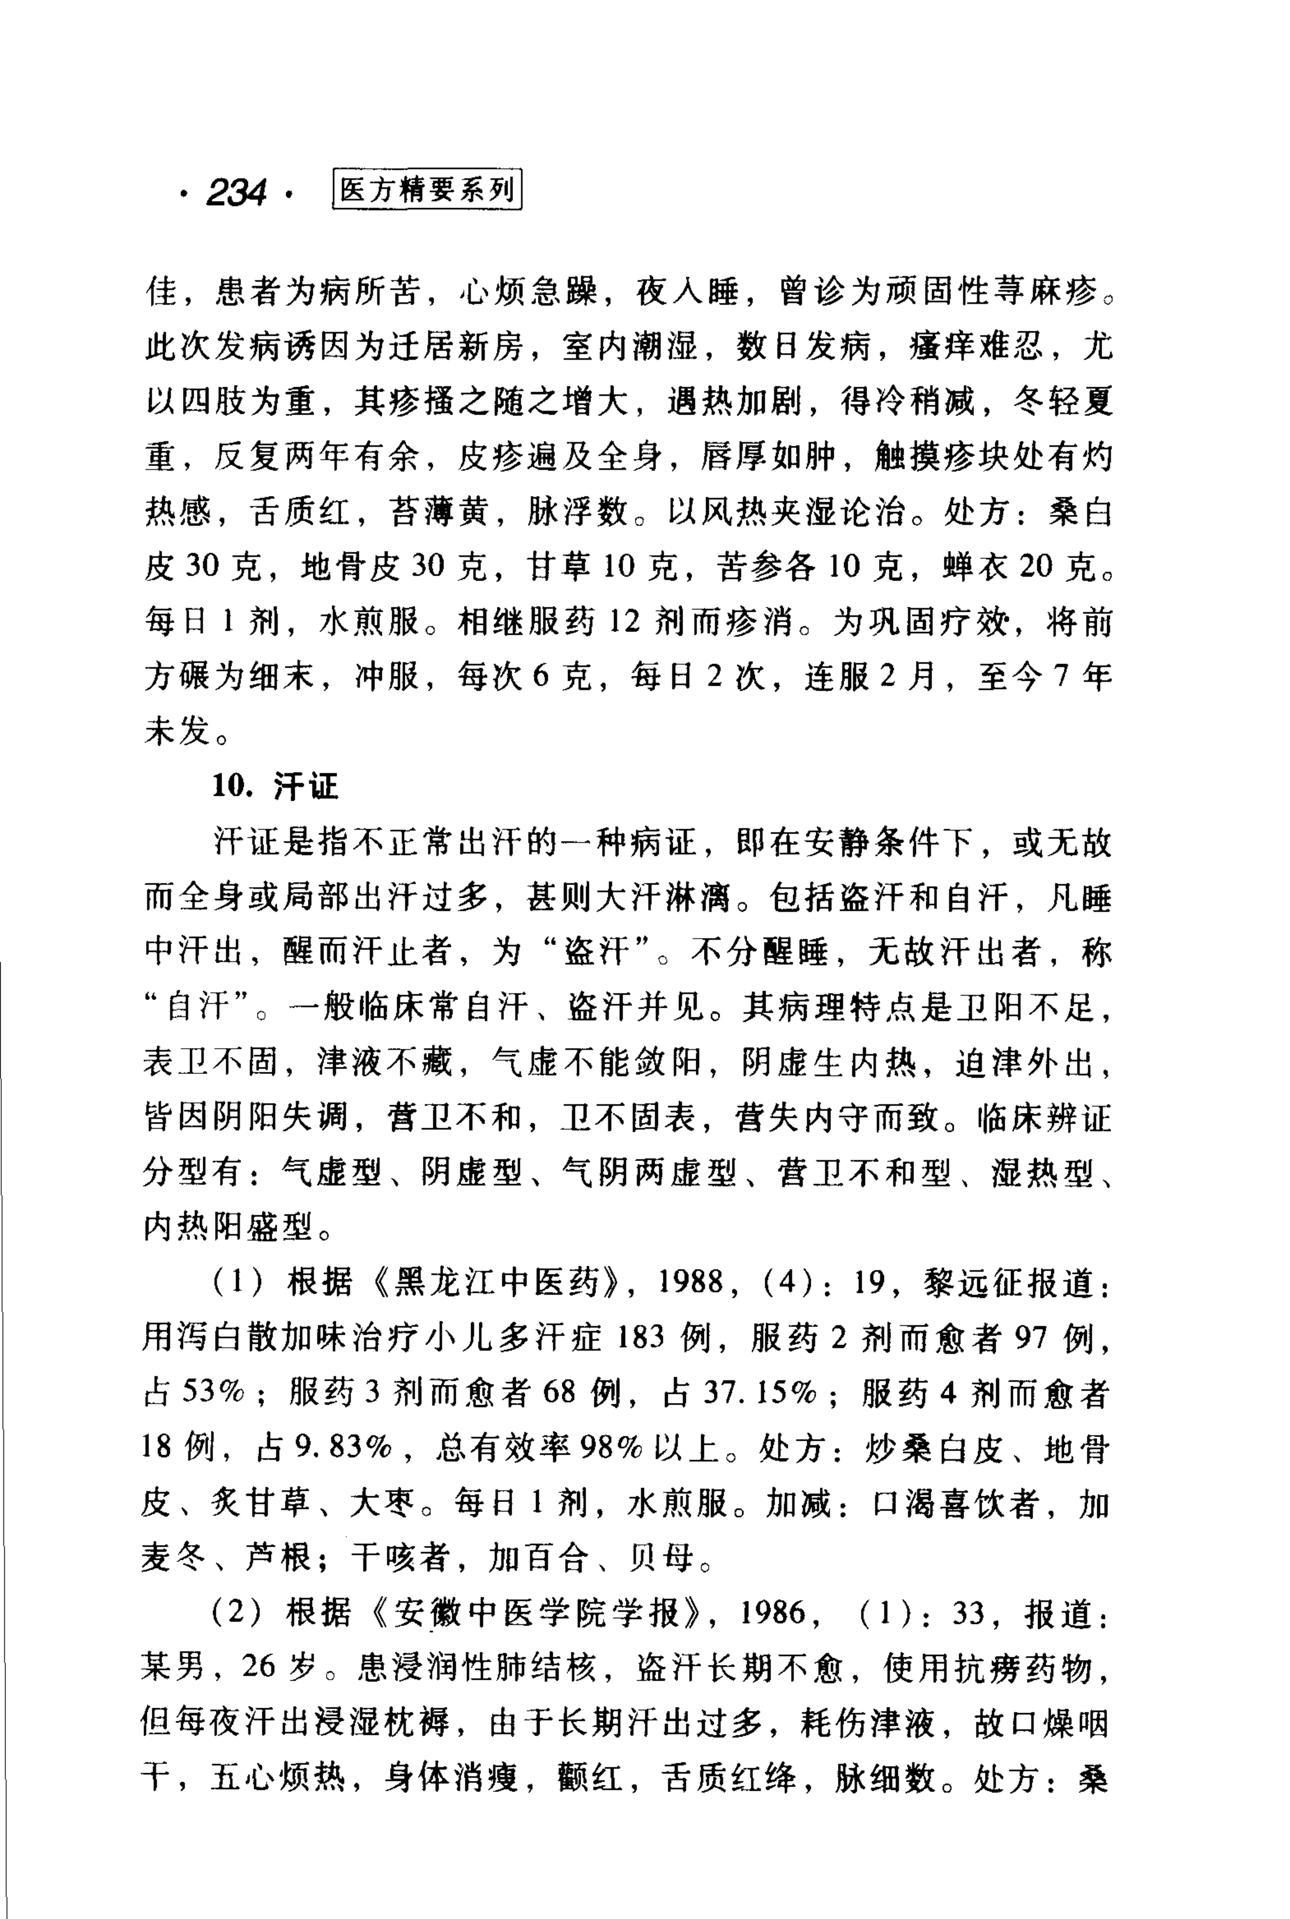 · 234 · 医方精要系列
佳，患者为病所苦，心烦急躁，夜入睡，曾诊为顽固性荨麻疹。
此次发病诱因为迁居新房，室内潮湿，数日发病，瘙痒难忍，尤
以四肢为重，其疹搔之随之增大，遇热加剧，得冷稍减，冬轻夏
重，反复两年有余，皮疹遍及全身，唇厚如肿，触摸疹块处有灼
热感，舌质红，苔薄黄，脉浮数。以风热夹湿论治。处方：桑白
皮 30 克，地骨皮 30 克，甘草 10 克，苦参各 10 克，蝉衣 20 克。
每日 1 剂，水煎服。相继服药 12 剂而疹消。为巩固疗效，将前
方碾为细末，冲服，每次 6 克，每日 2 次，连服 2 月，至今 7 年
未发。
10. 汗证
汗证是指不正常出汗的一种病证，即在安静条件下，或无故
而全身或局部出汗过多，甚则大汗淋漓。包括盗汗和自汗，凡睡
中汗出，醒而汗止者，为“盗汗”。不分醒睡，无故汗出者，称
“自汗”。一般临床常自汗、盗汗并见。其病理特点是卫阳不足，
表卫不固，津液不藏，气虚不能敛阳，阴虚生内热，迫津外出，
皆因阴阳失调，营卫不和，卫不固表，营失内守而致。临床辨证
分型有：气虚型、阴虚型、气阴两虚型、营卫不和型、湿热型、
内热阳盛型。
(1) 根据《黑龙江中医药》，1988，(4)：19，黎远征报道：
用泻白散加味治疗小儿多汗症 183 例，服药 2 剂而愈者 97 例，
占 53%；服药 3 剂而愈者 68 例，占 37.15%；服药 4 剂而愈者
18 例，占 9.83%，总有效率 98% 以上。处方：炒桑白皮、地骨
皮、炙甘草、大枣。每日 1 剂，水煎服。加减：口渴喜饮者，加
麦冬、芦根；干咳者，加百合、贝母。
(2) 根据《安徽中医学院学报》，1986，(1)：33，报道：
某男，26 岁。患浸润性肺结核，盗汗长期不愈，使用抗痨药物，
但每夜汗出浸湿枕褥，由于长期汗出过多，耗伤津液，故口燥咽
干，五心烦热，身体消瘦，颧红，舌质红绛，脉细数。处方：桑